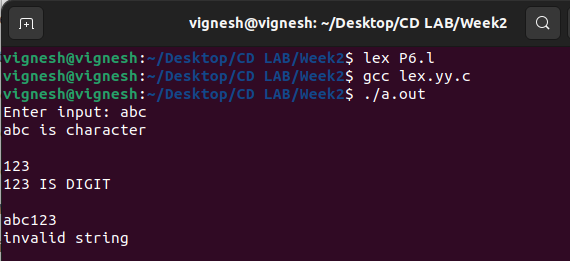 vignesh@vignesh: ~/Desktop/CD LAB/Week2
vignesh@vignesh:~/Desktop/CD LAB/Week2$ lex P6.l
vignesh@vignesh:~/Desktop/CD LAB/Week2$ gcc lex.yy.c
vignesh@vignesh:~/Desktop/CD LAB/Week2$ ./a.out
Enter input: abc
abc is character
123
123 IS DIGIT
abc123
invalid string